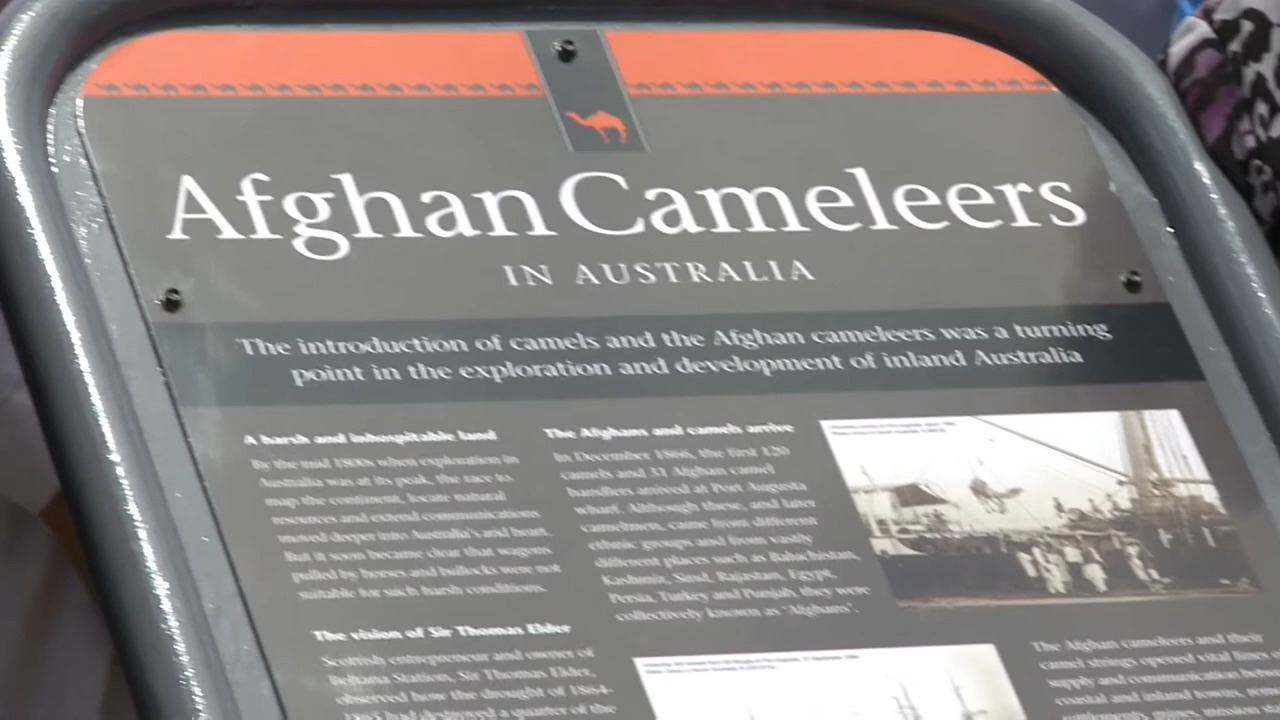 Afghan Cameleers
IN AUSTRALIA
The introduction of camels and the Afghan cameleers was a turning
point in the exploration and development of inland Australia
A harsh and inhospitable land
By the mid 1800s when exploration in
Australia was at its peak, the race to
map the continent, locate natural
resources and extend communications
moved deeper into Australia's arid heart.
But it soon became clear that wagons
pulled by horses and bullocks were not
suitable for such harsh conditions.
The vision of Sir Thomas Elder
Scottish entrepreneur and owner of
Beltana Station, Sir Thomas Elder,
observed how the drought of 1864-
1865 had destroyed a quarter of the
The Afghans and camels arrive
In December 1866, the first 120
camels and 31 Afghan camel
handlers arrived at Port Augusta
wharf. Although these, and later
camelmen, came from different
ethnic groups and from vastly
different places such as Baluchistan,
Kashmir, Sind, Rajastan, Egypt,
Persia, Turkey and Punjab, they were
collectively known as 'Afghans'.
The Afghan cameleers and their
camel strings opened vital lines
supply and communication
coastal and inland towns,
mission